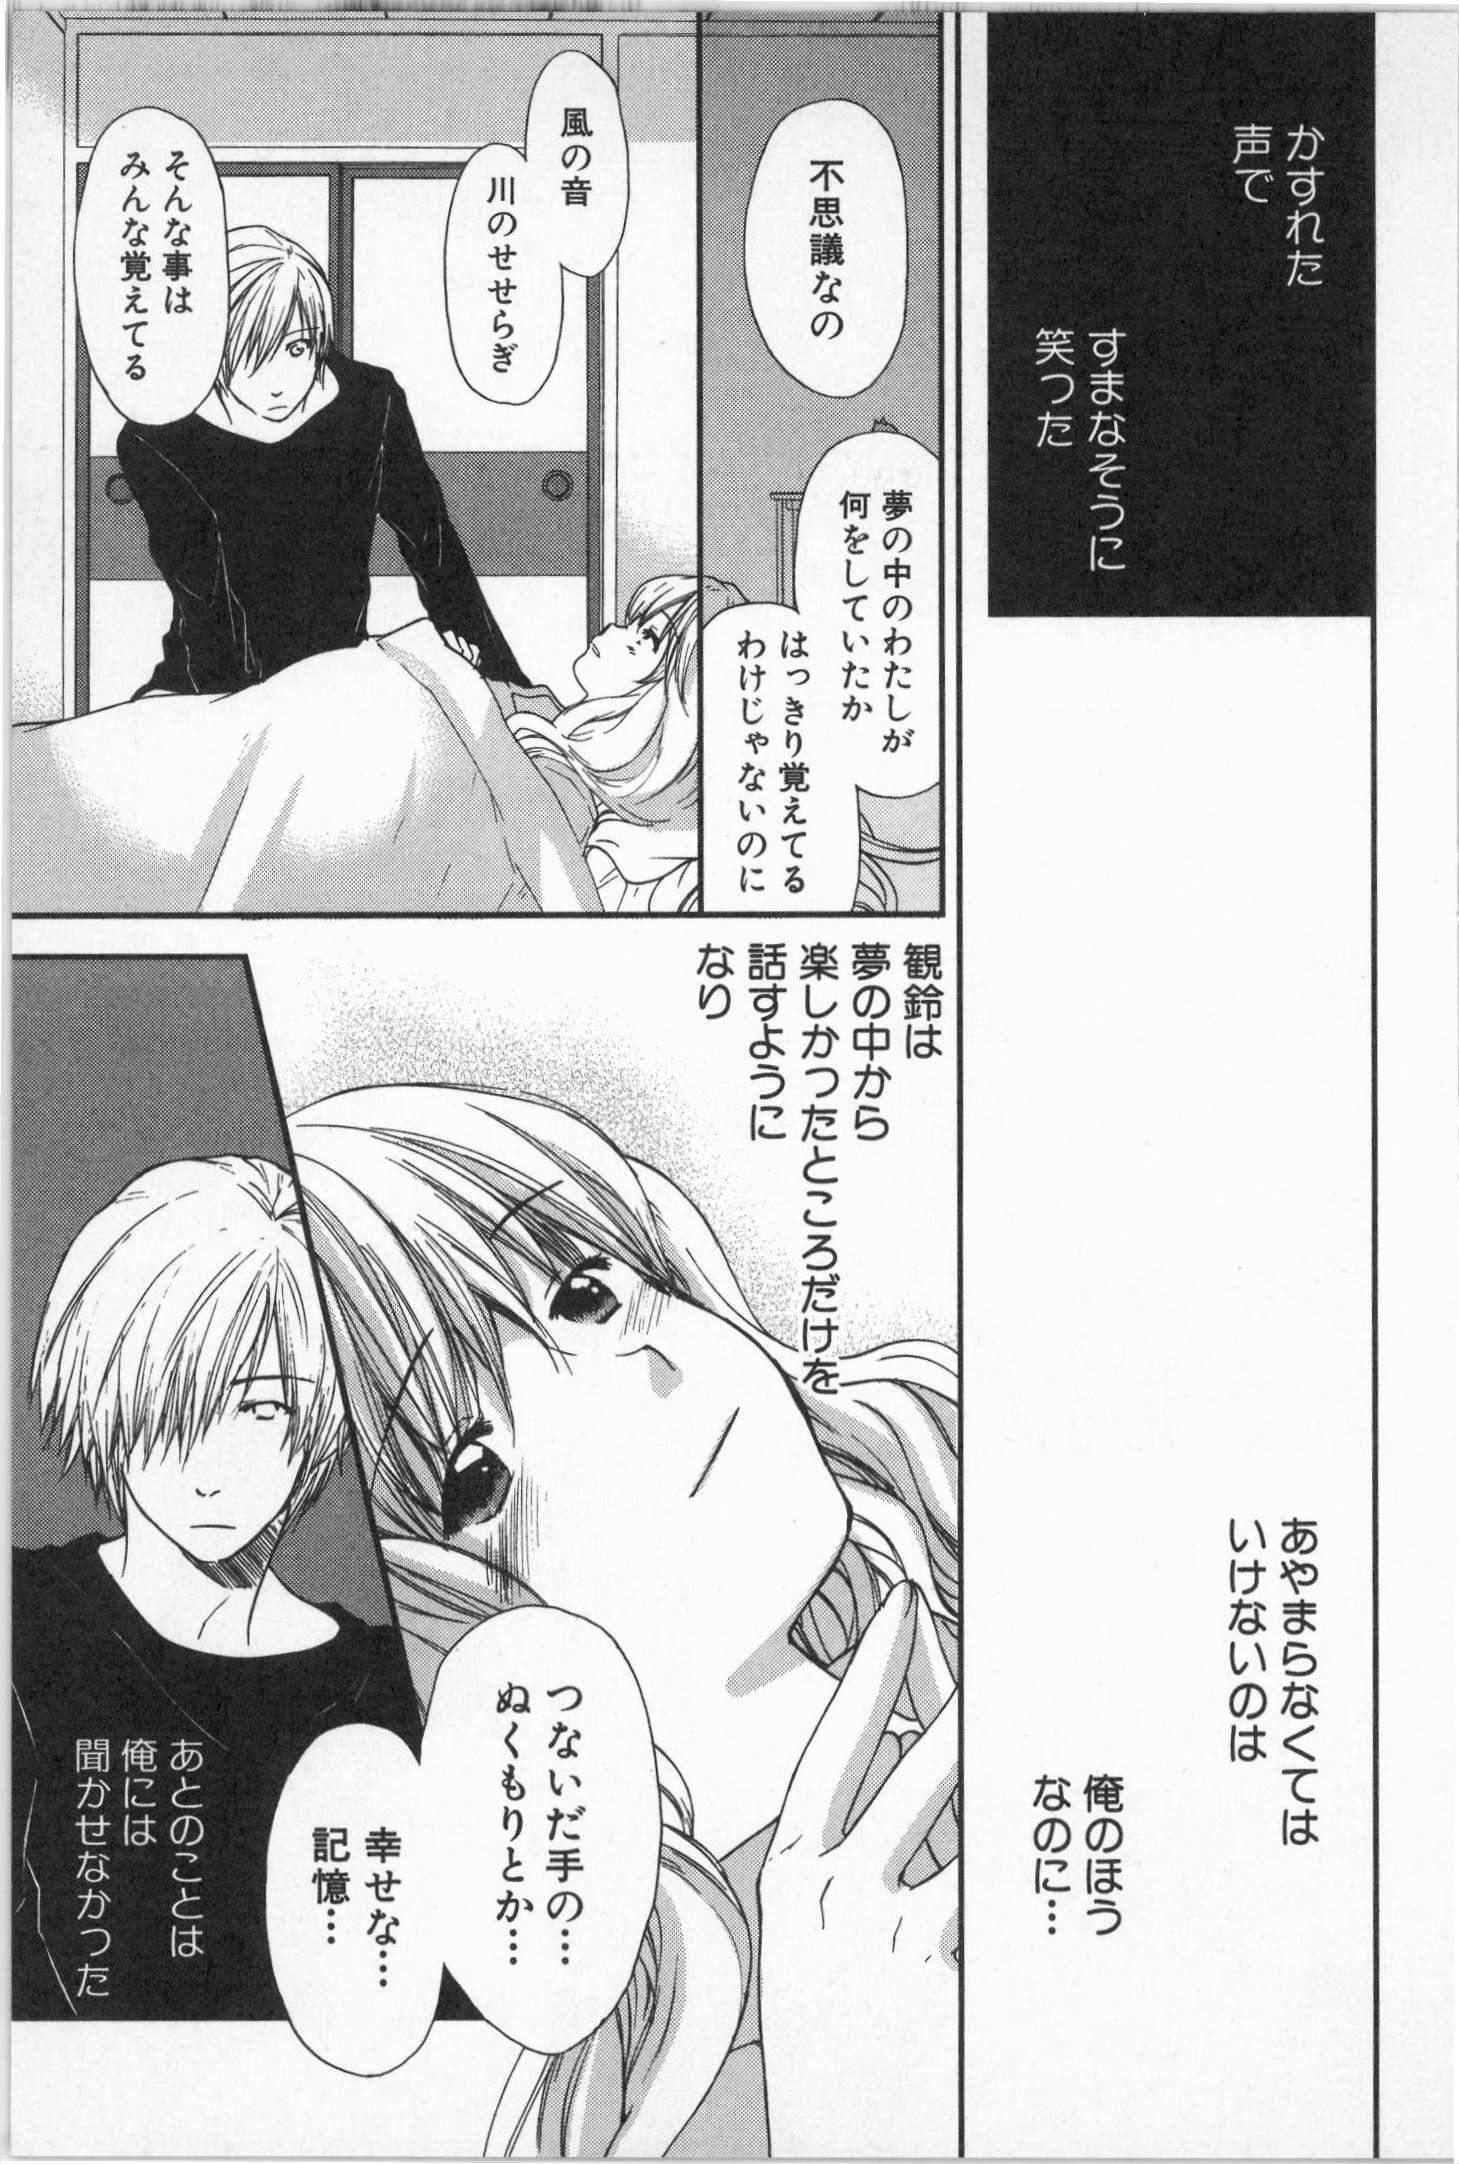 かすれた
声で
すまなそうに
笑った
あやまらなくては
いけないのは
俺のほう
なのに…
不思議なの
夢の中のわたしが
何をしていたか
はっきり覚えてる
わけじゃないのに
風の音
川のせせらぎ
そんな事は
みんな覚えてる
観鈴は
夢の中から
楽しかったところだけを
話すように
なり
つないだ手の…
ぬくもりとか…
幸せな…
記憶…
あとのことは
俺には
聞かせなかった